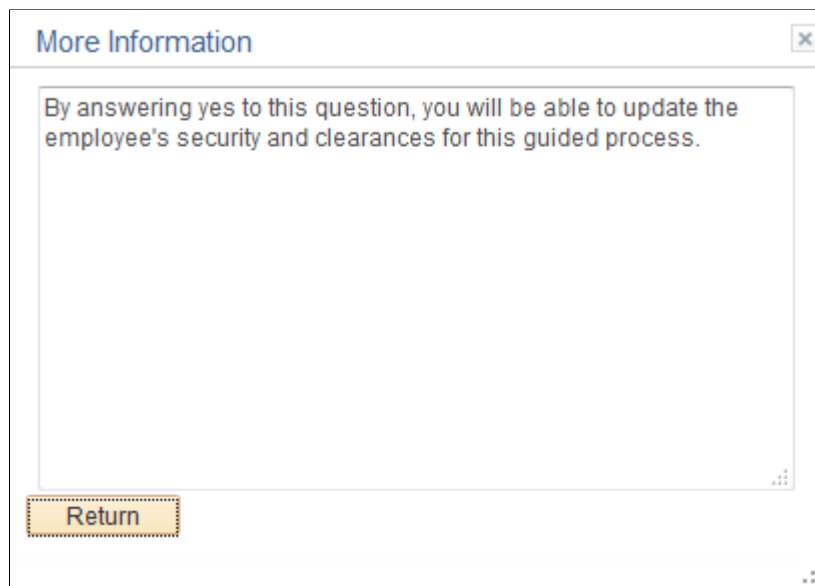 More Information
By answering yes to this question, you will be able to update the
employee's security and clearances for this guided process.
Return